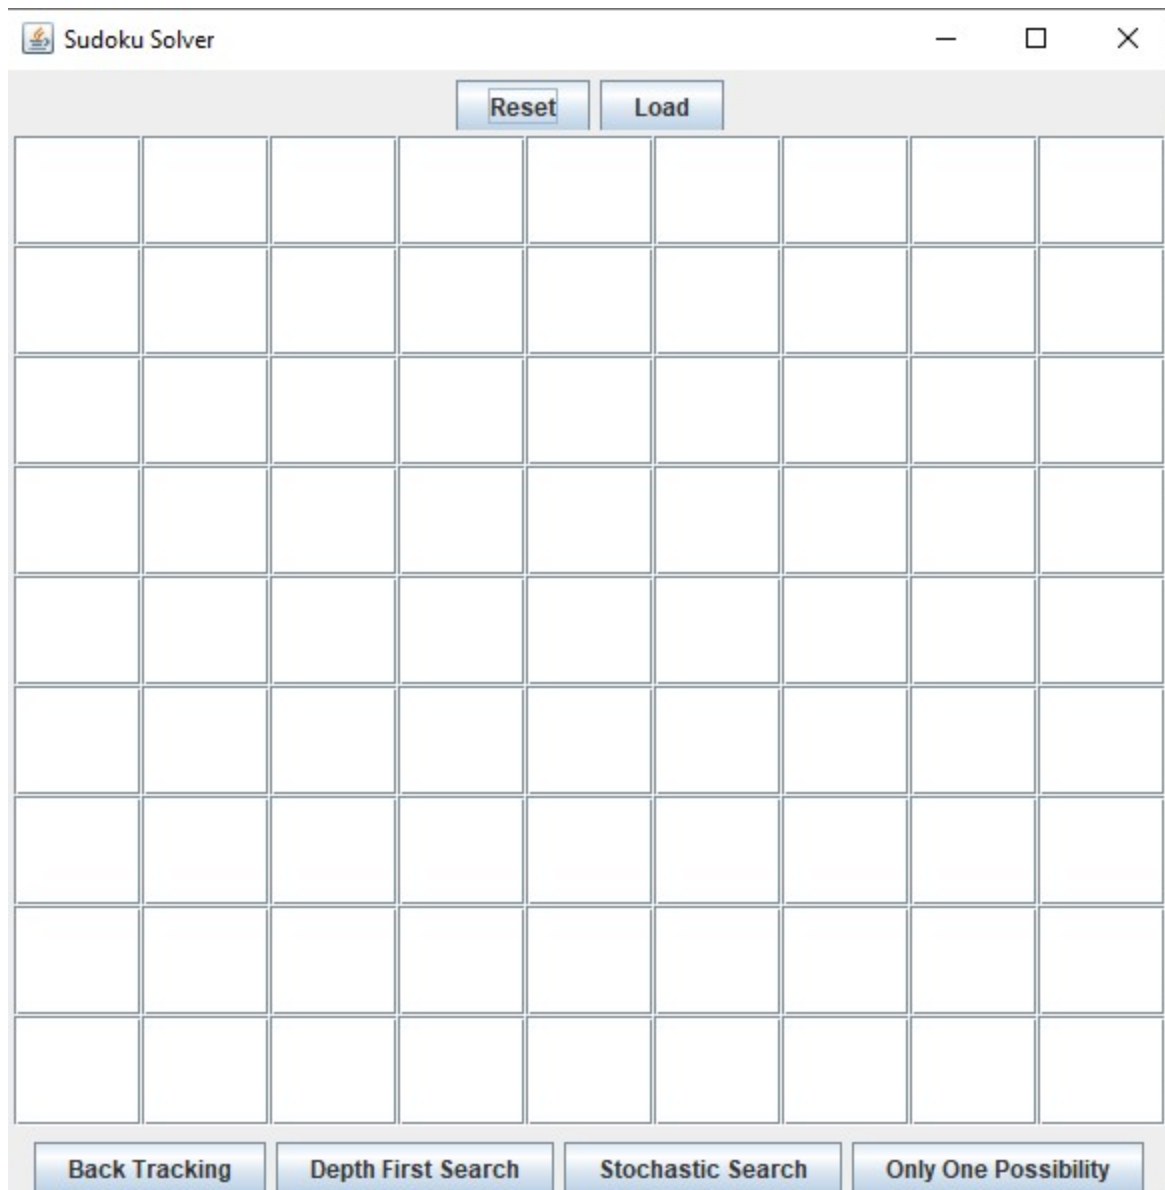 Sudoku Solver
Reset Load
Back Tracking Depth First Search Stochastic Search Only One Possibility